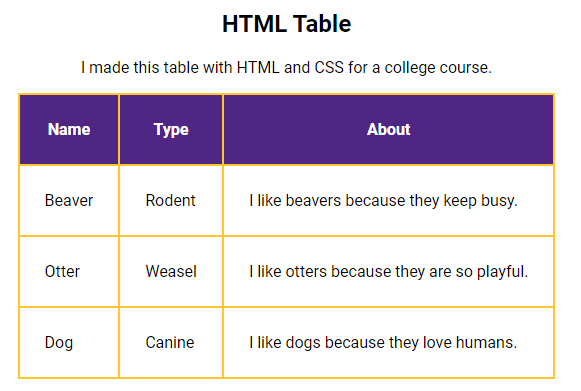 HTML Table
I made this table with HTML and CSS for a college course.
Name Type About
Beaver Rodent I like beavers because they keep busy.
Otter Weasel I like otters because they are so playful.
Dog Canine I like dogs because they love humans.